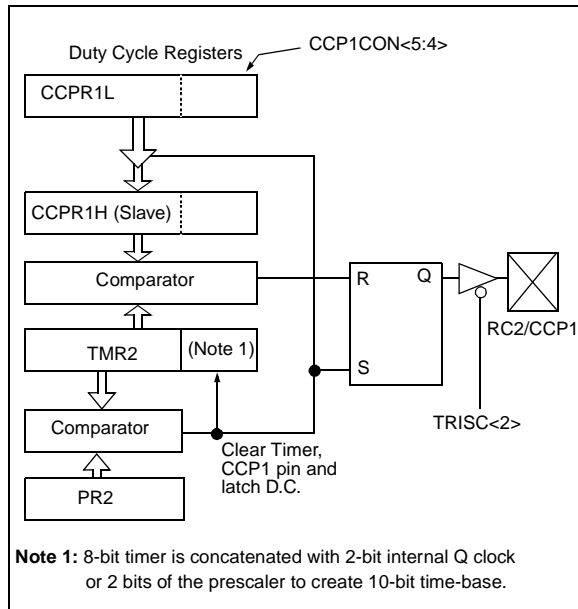 Duty Cycle Registers
CCP1CON<5:4>
CCPR1L
CCPR1H (Slave)
Comparator
R
Q
RC2/CCP1
TMR2
(Note 1)
S
TRISC<2>
Comparator
Clear Timer,
CCP1 pin and
latch D.C.
PR2
Note 1: 8-bit timer is concatenated with 2-bit internal Q clock
or 2 bits of the prescaler to create 10-bit time-base.